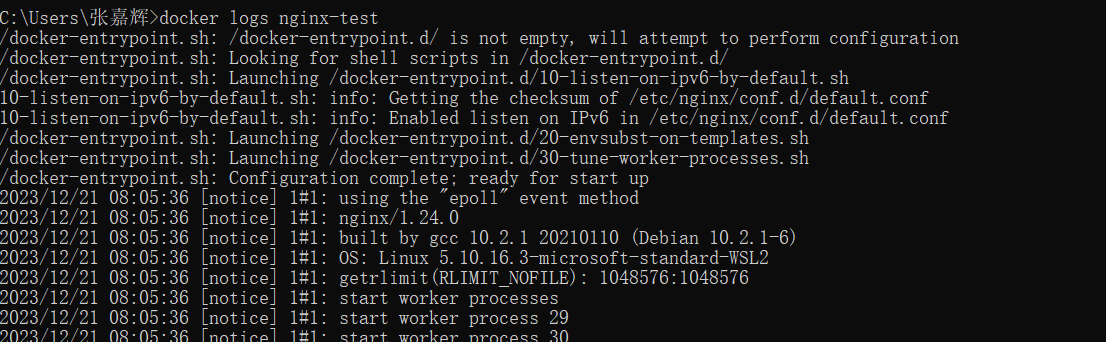 C:\Users\张嘉辉>docker logs nginx-test
/docker-entrypoint.sh: /docker-entrypoint.d/ is not empty, will attempt to perform configuration
/docker-entrypoint.sh: Looking for shell scripts in /docker-entrypoint.d/
/docker-entrypoint.sh: Launching /docker-entrypoint.d/10-listen-on-ipv6-by-default.sh
10-listen-on-ipv6-by-default.sh: info: Getting the checksum of /etc/nginx/conf.d/default.conf
10-listen-on-ipv6-by-default.sh: info: Enabled listen on IPv6 in /etc/nginx/conf.d/default.conf
/docker-entrypoint.sh: Launching /docker-entrypoint.d/20-envsubst-on-templates.sh
/docker-entrypoint.sh: Launching /docker-entrypoint.d/30-tune-worker-processes.sh
/docker-entrypoint.sh: Configuration complete; ready for start up
2023/12/21 08:05:36 [notice] 1#1: using the "epoll" event method
2023/12/21 08:05:36 [notice] 1#1: nginx/1.24.0
2023/12/21 08:05:36 [notice] 1#1: built by gcc 10.2.1 20210110 (Debian 10.2.1-6)
2023/12/21 08:05:36 [notice] 1#1: OS: Linux 5.10.16.3-microsoft-standard-WSL2
2023/12/21 08:05:36 [notice] 1#1: getrlimit(RLIMIT_NOFILE): 1048576:1048576
2023/12/21 08:05:36 [notice] 1#1: start worker processes
2023/12/21 08:05:36 [notice] 1#1: start worker process 29
2023/12/21 08:05:36 [notice] 1#1: start worker process 30